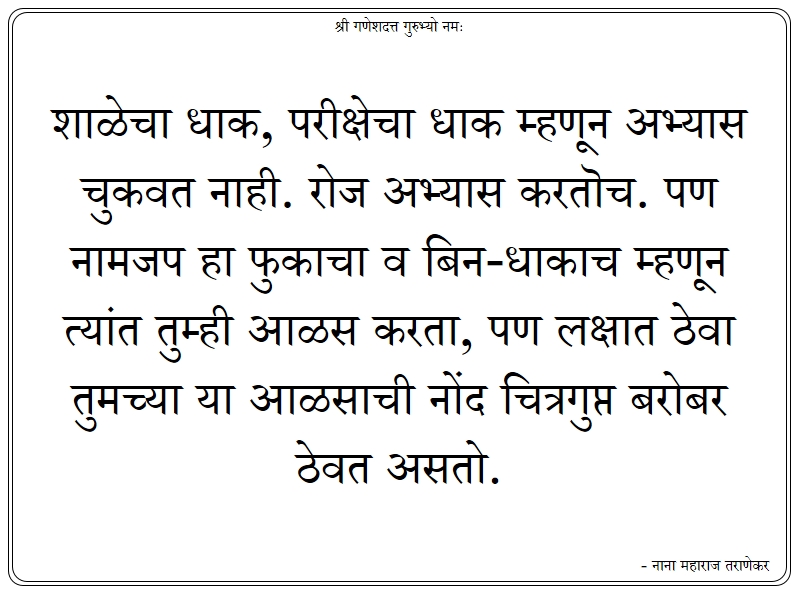 श्री गणेशदत्त गुरुभ्यो नमः
शाळेचा धाक, परीक्षेचा धाक म्हणून अभ्यास
चुकवत नाही. रोज अभ्यास करतॊच. पण
नामजप हा फुकाचा व बिन-धाकाच म्हणून
त्यांत तुम्ही आळस करता, पण लक्षात ठेवा
तुमच्या या आळसाची नोंद चित्रगुप्त बरोबर
ठेवत असतो.
- नाना महाराज तराणेकर